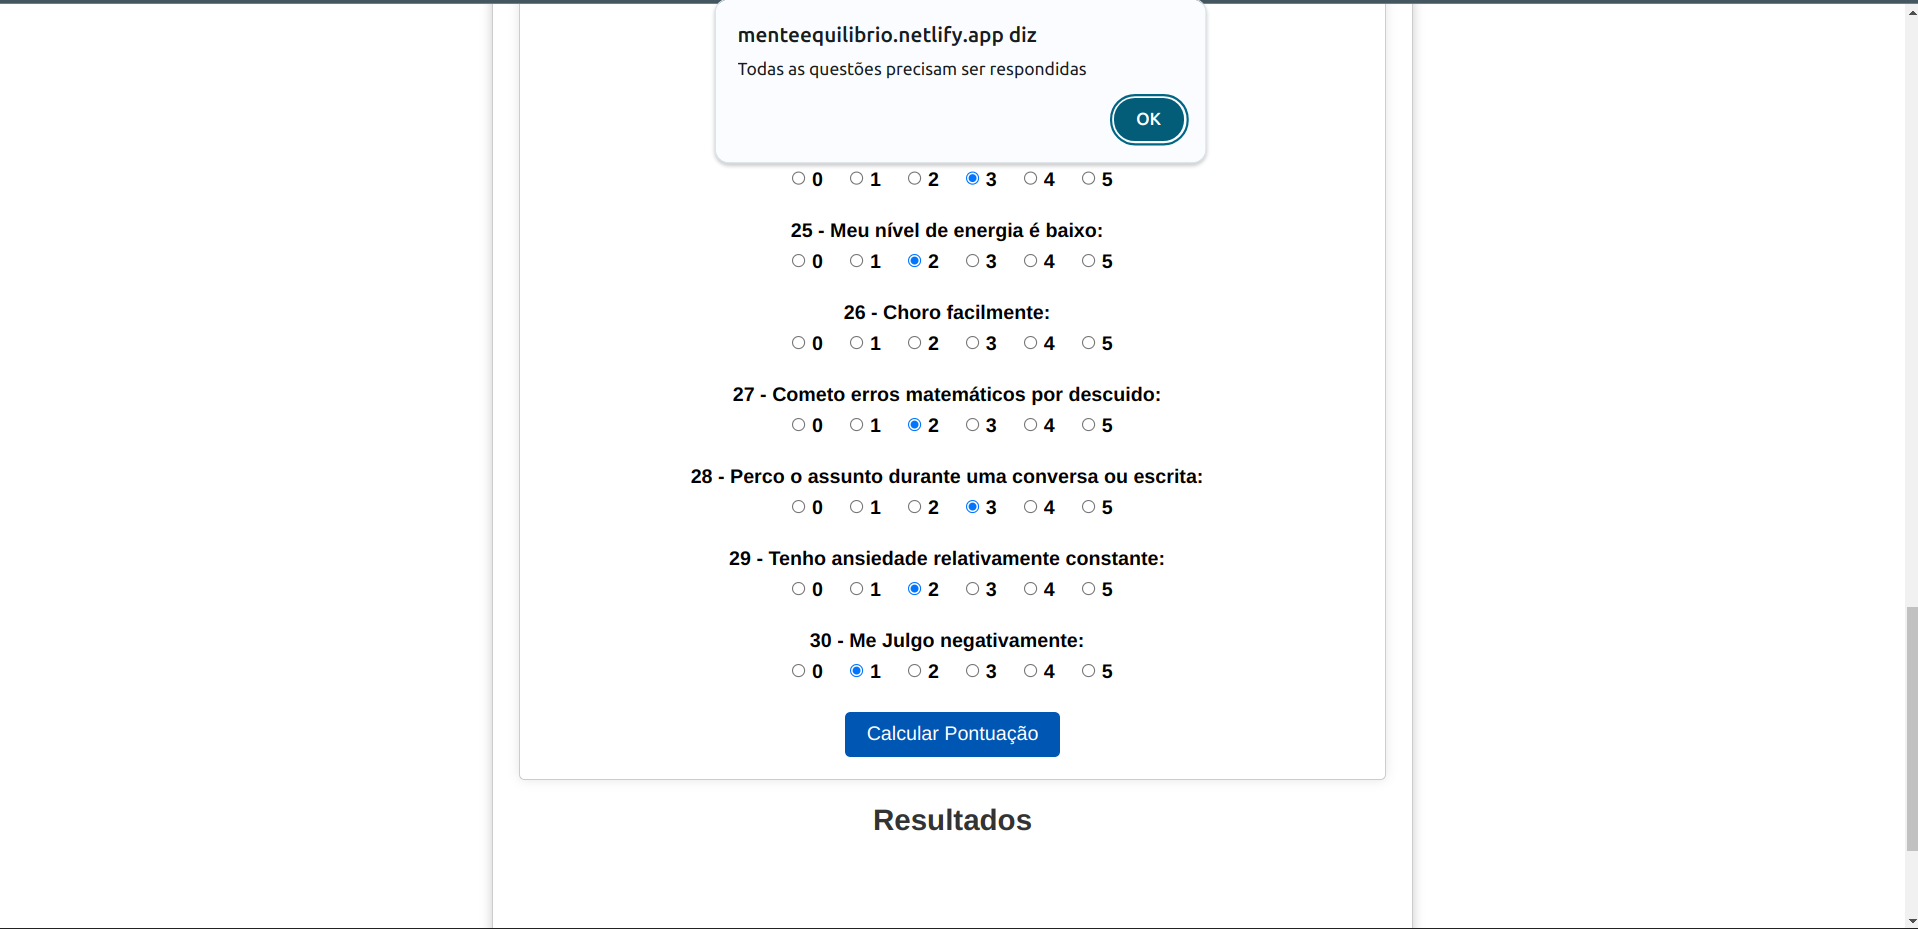 menteequilibrio.netlify.app diz
Todas as questões precisam ser respondidas
OK
0 1 2 3 4 5
25 - Meu nível de energia é baixo:
0 1 2 3 4 5
26 - Choro facilmente:
0 1 2 3 4 5
27 - Cometo erros matemáticos por descuido:
0 1 2 3 4 5
28 - Perco o assunto durante uma conversa ou escrita:
0 1 2 3 4 5
29 - Tenho ansiedade relativamente constante:
0 1 2 3 4 5
30 - Me Julgo negativamente:
0 1 2 3 4 5
Calcular Pontuação
Resultados